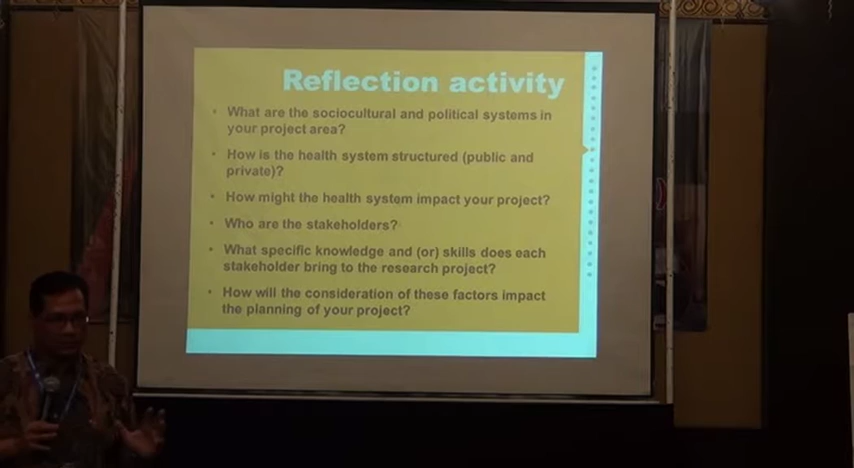 Reflection activity
• What are the sociocultural and political systems in
your project area?
• How is the health system structured (public and
private)?
• How might the health system impact your project?
• Who are the stakeholders?
• What specific knowledge and (or) skills does each
stakeholder bring to the research project?
• How will the consideration of these factors impact
the planning of your project?